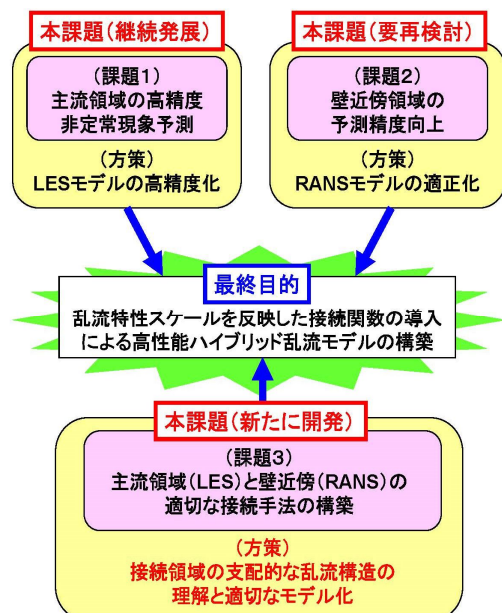 本課題(継続発展)
(課題1)
主流領域の高精度
非定常現象予測
(方策)
LESモデルの高精度化
本課題(要再検討)
(課題2)
壁近傍領域の
予測精度向上
(方策)
RANSモデルの適正化
最終目的
乱流特性スケールを反映した接続関数の導入
による高性能ハイブリッド乱流モデルの構築
本課題(新たに開発)
(課題3)
主流領域(LES)と壁近傍(RANS)の
適切な接続手法の構築
(方策)
接続領域の支配的な乱流構造の
理解と適切なモデル化